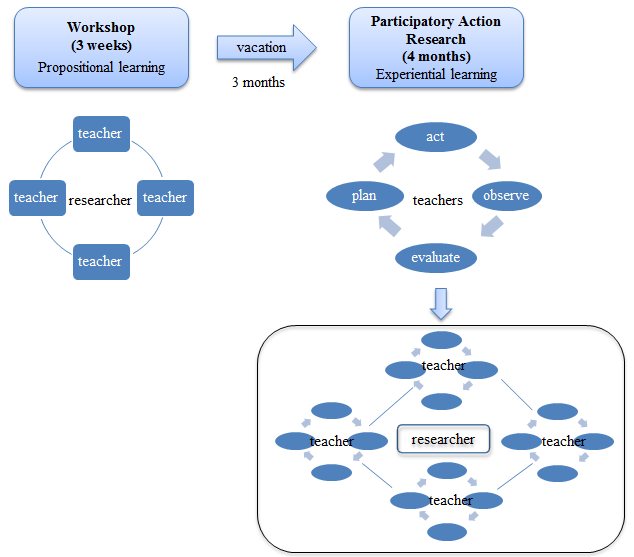 Workshop
(3 weeks)
Propositional learning
vacation
3 months
Participatory Action
Research
(4 months)
Experiential learning
teacher
teacher
researcher
teacher
teacher
act
plan
teachers
observe
evaluate
teacher
teacher
researcher
teacher
teacher